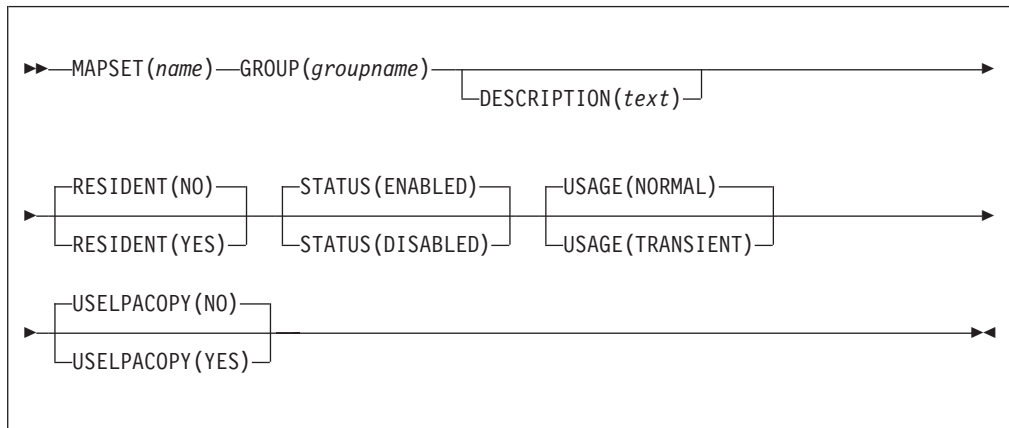 MAPSET(name) GROUP(groupname)
DESCRIPTION(text)
RESIDENT(NO) STATUS(ENABLED) USAGE(NORMAL)
RESIDENT(YES) STATUS(DISABLED) USAGE(TRANSIENT)
USELPACOPY(NO)
USELPACOPY(YES)